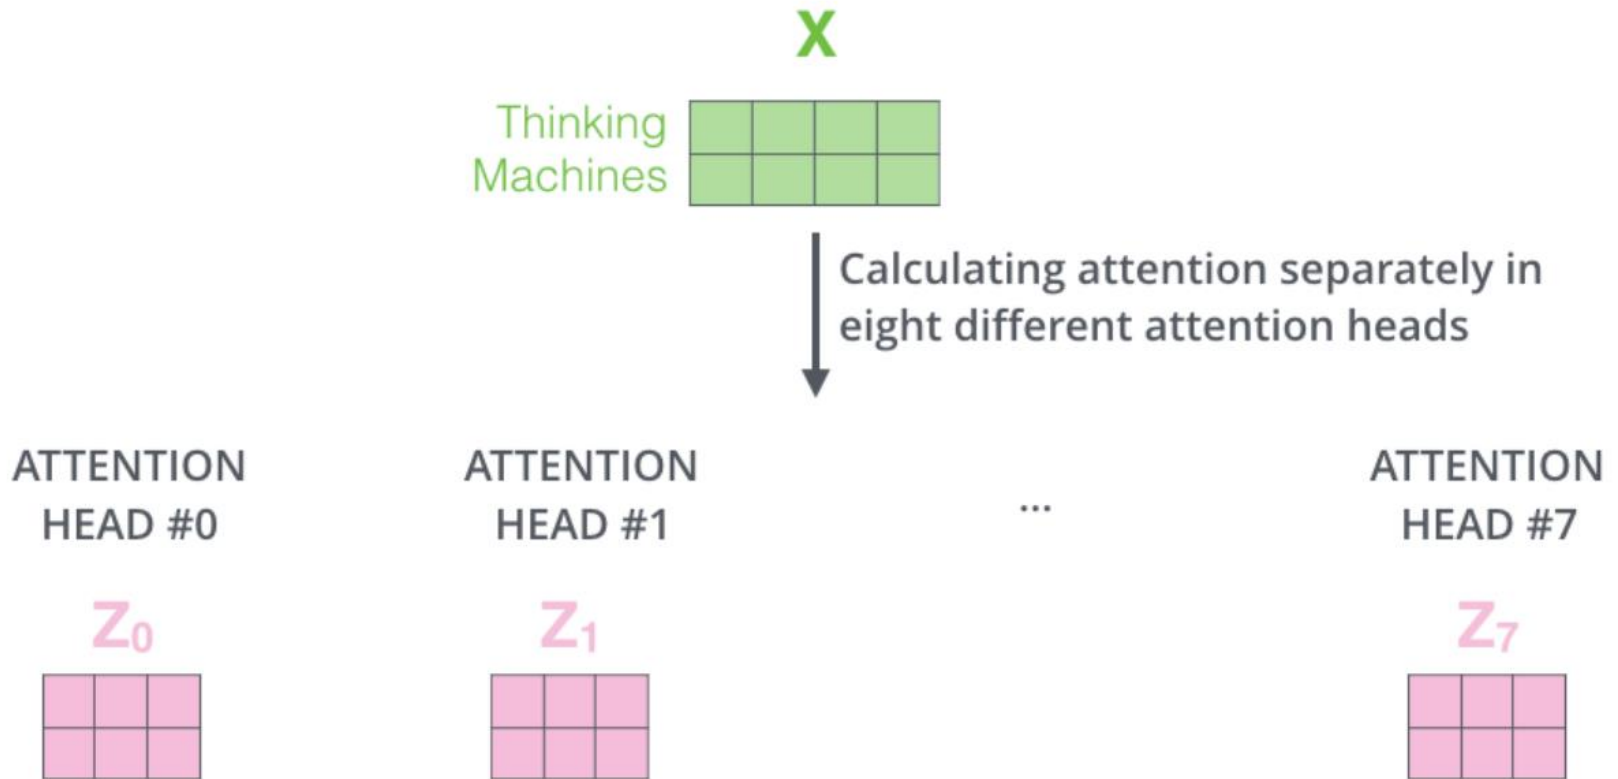 X
Thinking
Machines
Calculating attention separately in
eight different attention heads
ATTENTION
HEAD #0
ATTENTION
HEAD #1
...
ATTENTION
HEAD #7
Z0
Z1
Z7